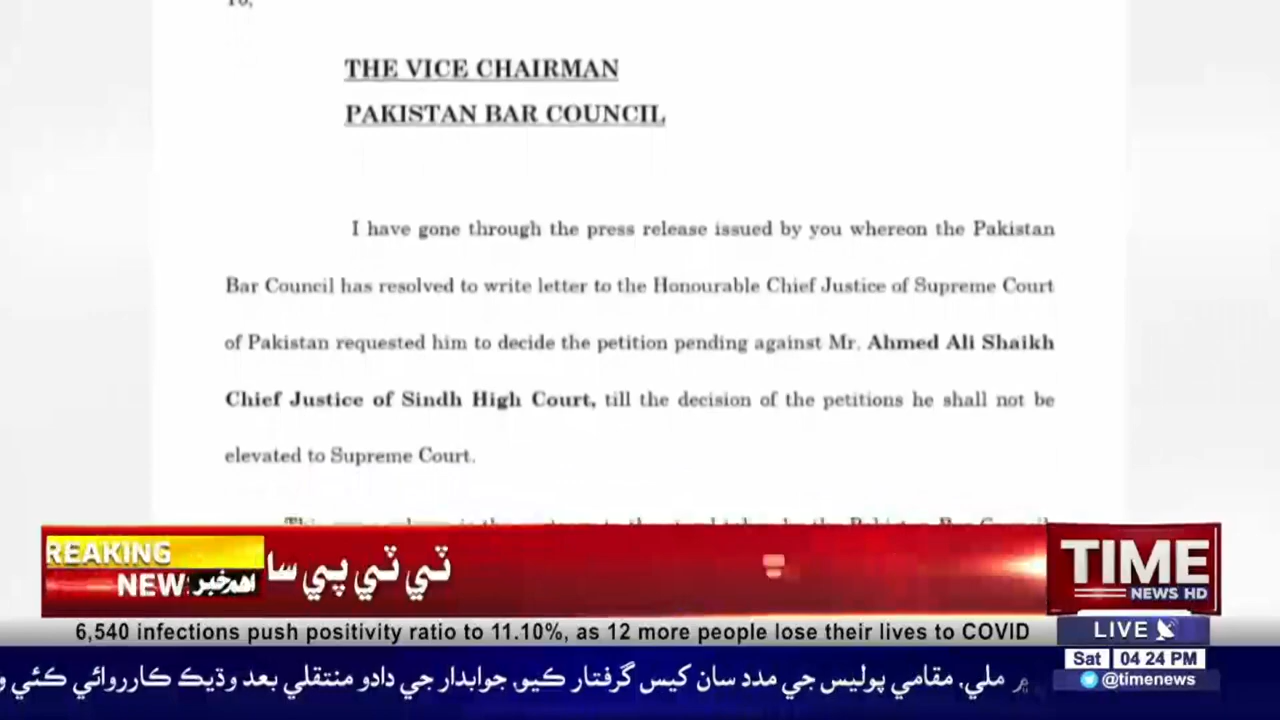 To,
THE VICE CHAIRMAN
PAKISTAN BAR COUNCIL
I have gone through the press release issued by you whereon the Pakistan
Bar Council has resolved to write letter to the Honourable Chief Justice of Supreme Court
of Pakistan requested him to decide the petition pending against Mr. Ahmed Ali Shaikh
Chief Justice of Sindh High Court, till the decision of the petitions he shall not be
elevated to Supreme Court.
REAKING
NEWS
اهم خبر
ٽي ٽي پي سا
TIME
NEWS HD
6,540 infections push positivity ratio to 11.10%, as 12 more people lose their lives to COVID
LIVE
Sat 04 24 PM
@timenews
۾ ملي. مقامي پوليس جي مدد سان کيس گرفتار ڪيو. جوابدار جي دادو منتقلي بعد وڌيڪ ڪارروائي ڪئي و